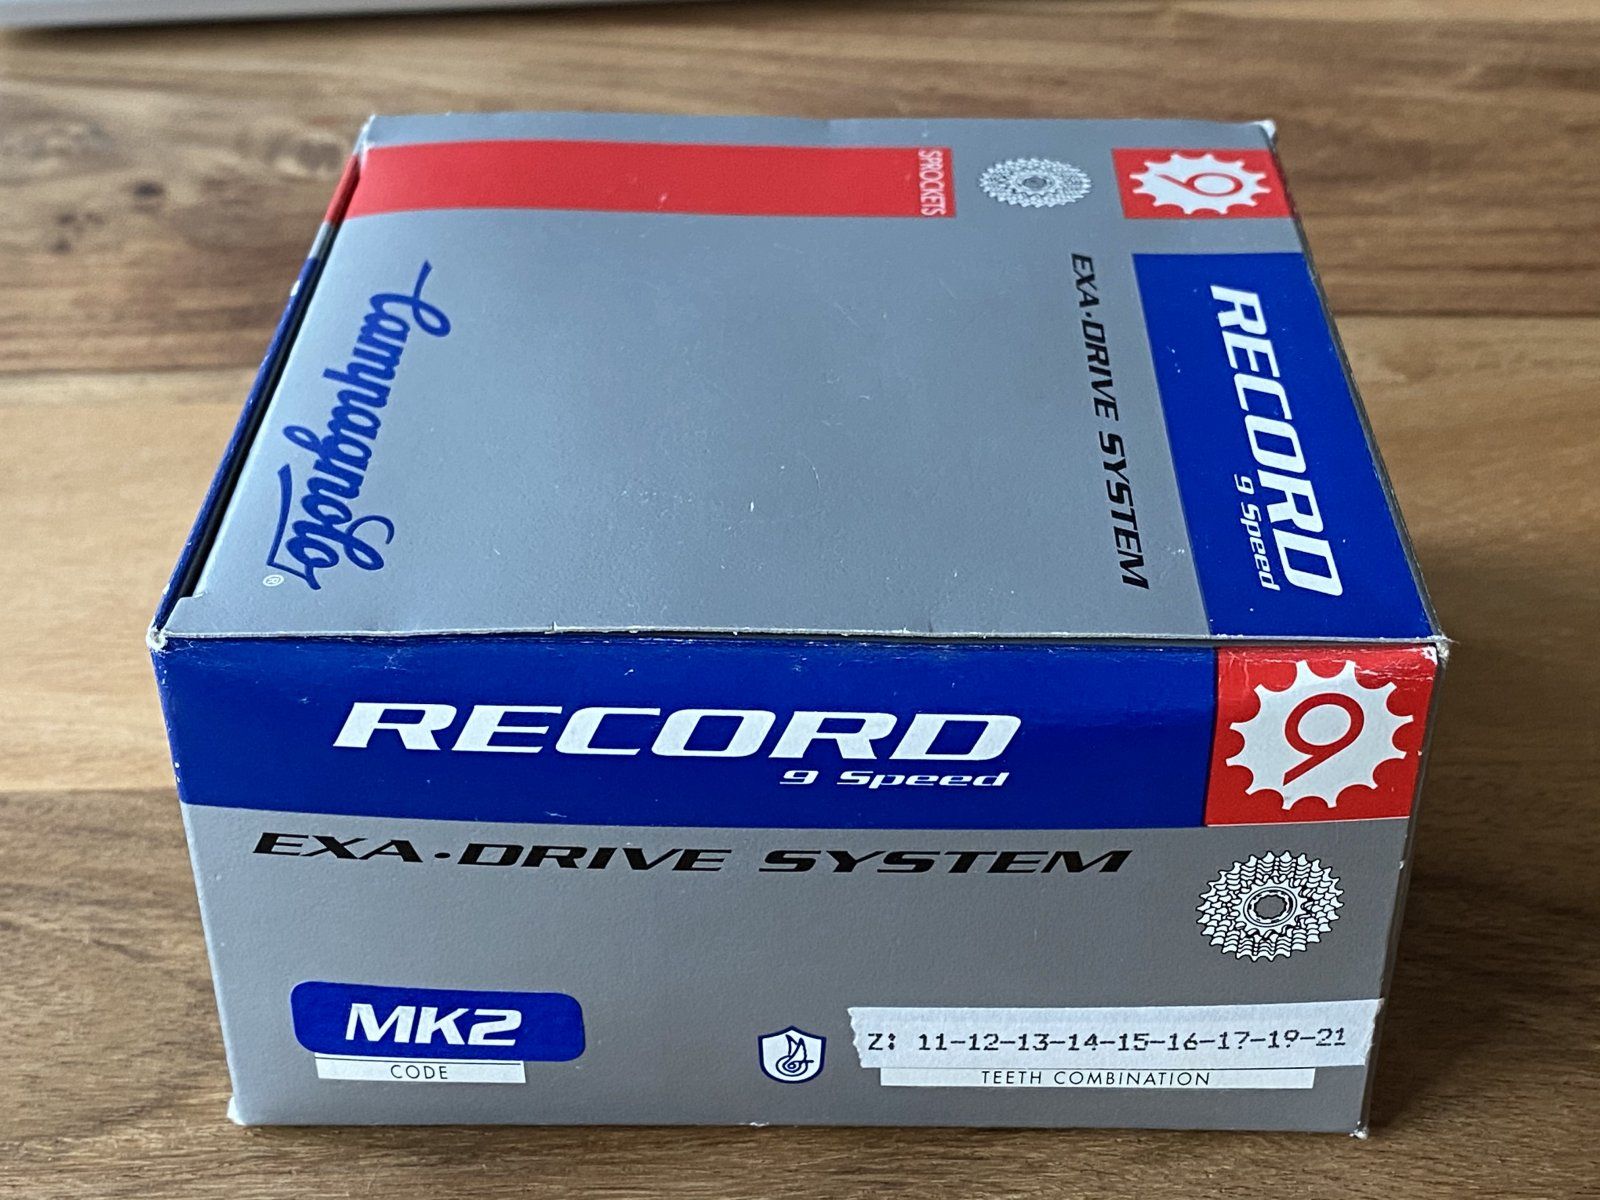 SPROCKETS
9
Campagnolo
®
EXA·DRIVE SYSTEM
RECORD
9 Speed
RECORD
9 Speed
9
EXA·DRIVE SYSTEM
MK2
CODE
Z: 11-12-13-14-15-16-17-19-21
TEETH COMBINATION